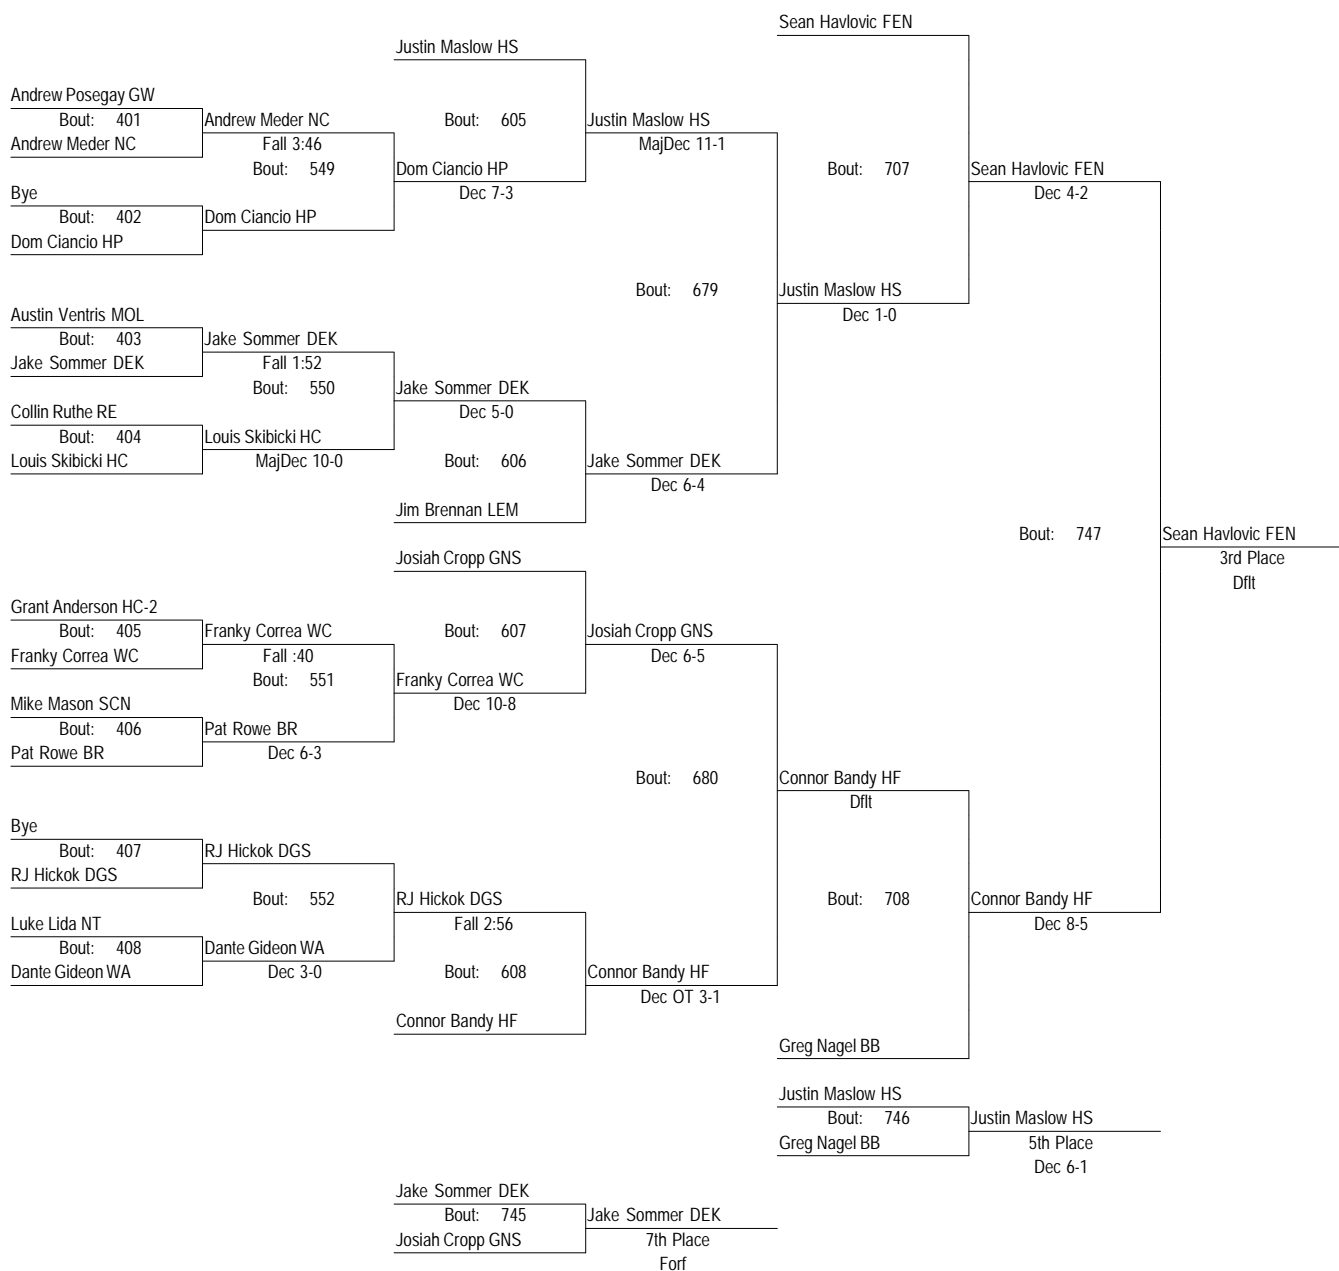 Sean Havlovic FEN
Justin Maslow HS
Andrew Posegay GW
Bout: 401
Andrew Meder NC
Andrew Meder NC
Fall 3:46
Bout: 549
Bye
Bout: 402
Dom Ciancio HP
Dom Ciancio HP
Bout: 605
Dom Ciancio HP
Dec 7-3
Justin Maslow HS
MajDec 11-1
Bout: 707
Sean Havlovic FEN
Dec 4-2
Bout: 679
Justin Maslow HS
Dec 1-0
Austin Ventris MOL
Bout: 403
Jake Sommer DEK
Jake Sommer DEK
Fall 1:52
Bout: 550
Collin Ruthe RE
Bout: 404
Louis Skibicki HC
Louis Skibicki HC
MajDec 10-0
Jake Sommer DEK
Dec 5-0
Bout: 606
Jim Brennan LEM
Jake Sommer DEK
Dec 6-4
Bout: 747
Sean Havlovic FEN
3rd Place
Dflt
Josiah Cropp GNS
Grant Anderson HC-2
Bout: 405
Franky Correa WC
Franky Correa WC
Fall :40
Bout: 551
Mike Mason SCN
Bout: 406
Pat Rowe BR
Pat Rowe BR
Dec 6-3
Bout: 607
Franky Correa WC
Dec 10-8
Josiah Cropp GNS
Dec 6-5
Bout: 680
Connor Bandy HF
Dflt
Bye
Bout: 407
RJ Hickok DGS
RJ Hickok DGS
Bout: 552
Luke Lida NT
Bout: 408
Dante Gideon WA
Dante Gideon WA
Dec 3-0
RJ Hickok DGS
Fall 2:56
Bout: 608
Connor Bandy HF
Connor Bandy HF
Dec OT 3-1
Bout: 708
Connor Bandy HF
Dec 8-5
Greg Nagel BB
Justin Maslow HS
Bout: 746
Greg Nagel BB
Justin Maslow HS
5th Place
Dec 6-1
Jake Sommer DEK
Bout: 745
Josiah Cropp GNS
Jake Sommer DEK
7th Place
Forf